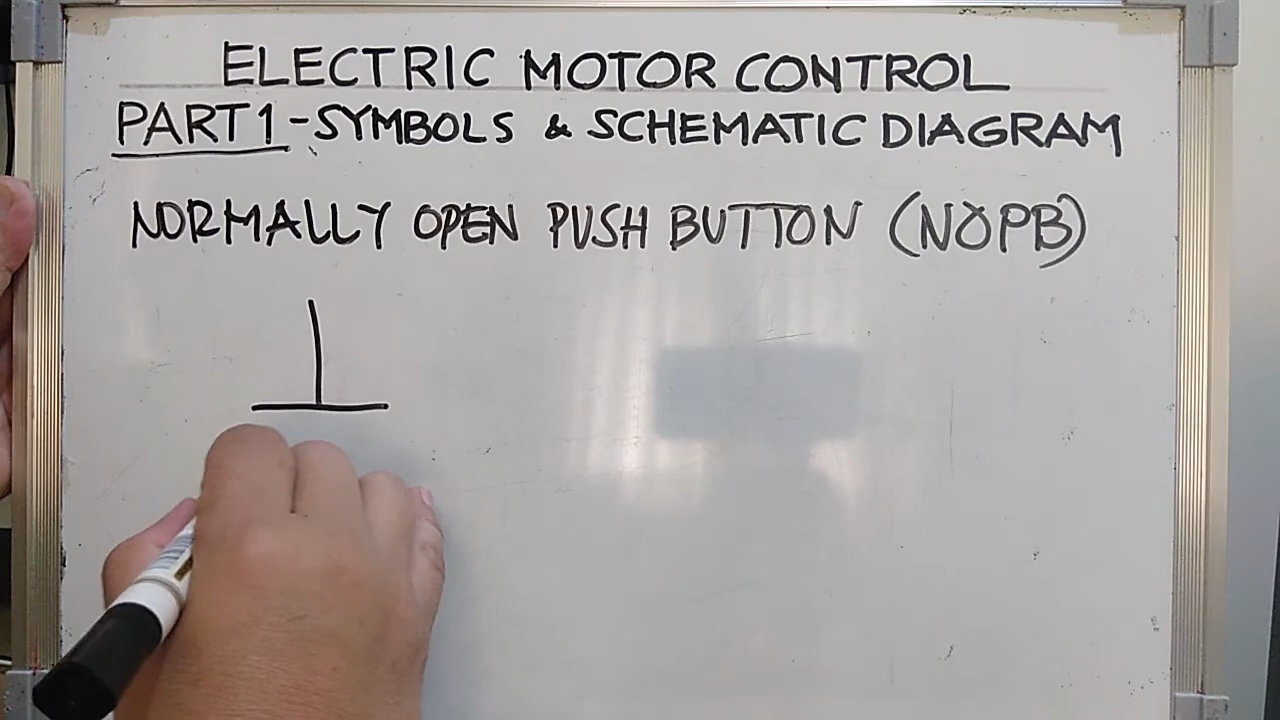 ELECTRIC MOTOR CONTROL
PART 1 - SYMBOLS & SCHEMATIC DIAGRAM
NORMALLY OPEN PUSH BUTTON (NOPB)